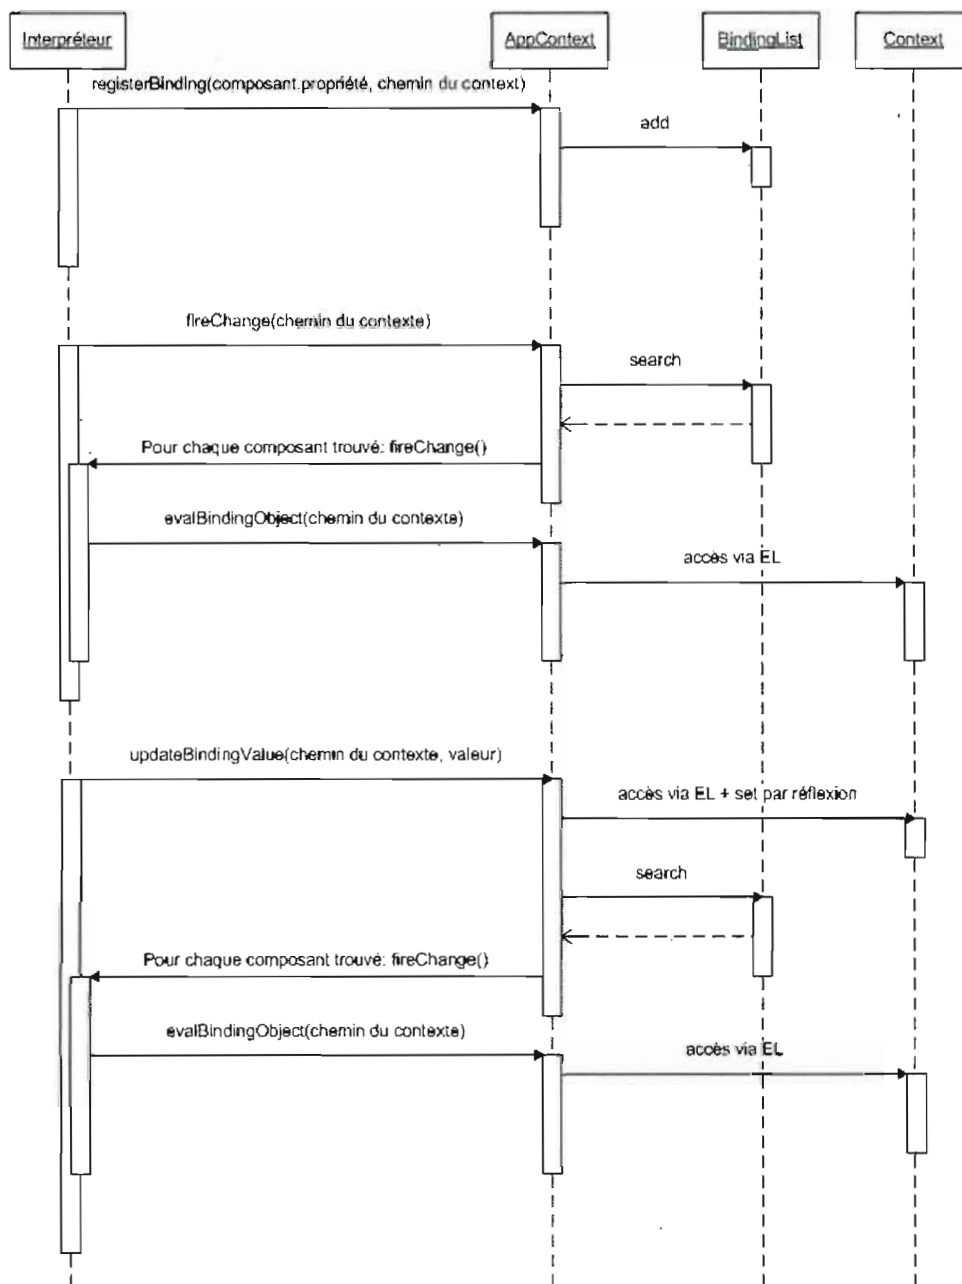 Interpréteur
AppContext
BindingList
Context
registerBinding(composant.propriété, chemin du context)
add
fireChange(chemin du contexte)
search
Pour chaque composant trouvé: fireChange()
evalBindingObject(chemin du contexte)
accès via EL
updateBindingValue(chemin du contexte, valeur)
accès via EL + set par réflexion
search
Pour chaque composant trouvé: fireChange()
evalBindingObject(chemin du contexte)
accès via EL